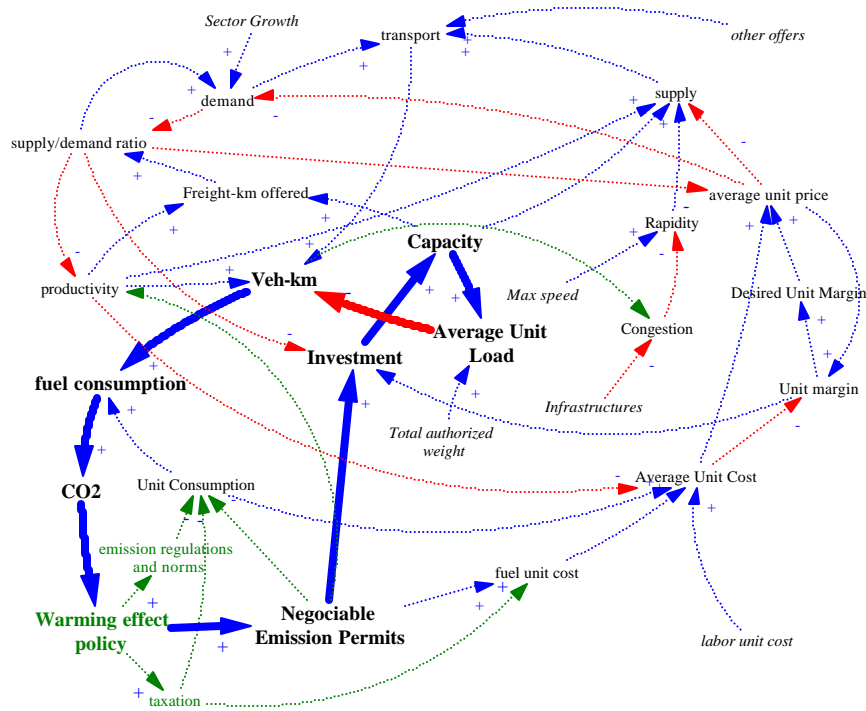 Sector Growth
transport
other offers
demand
supply
supply/demand ratio
Freight-km offered
average unit price
Rapidity
Capacity
Veh-km
productivity
Max speed
Desired Unit Margin
Congestion
Average Unit
Load
Investment
fuel consumption
Unit margin
Infrastructures
Total authorized
weight
CO2
Unit Consumption
Average Unit Cost
emission regulations
and norms
fuel unit cost
Warming effect
policy
Negociable
Emission Permits
labor unit cost
taxation